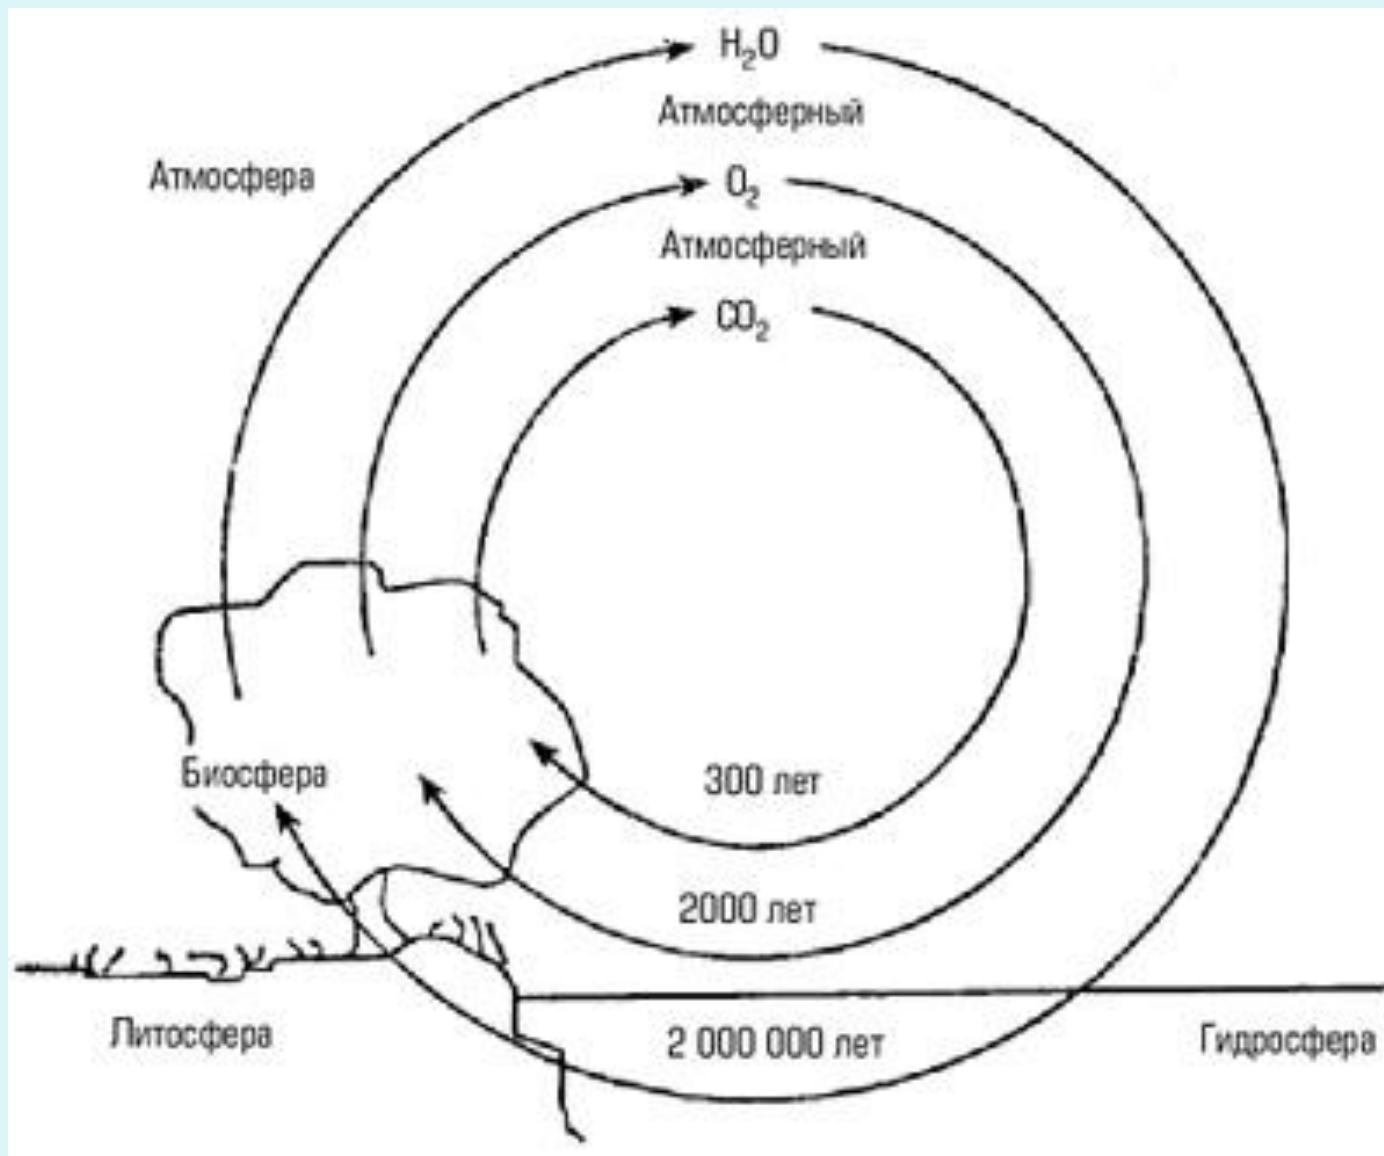 H₂O
Атмосферный
Атмосфера
O₂
Атмосферный
CO₂
Биосфера
300 лет
2000 лет
Литосфера
2 000 000 лет
Гидросфера